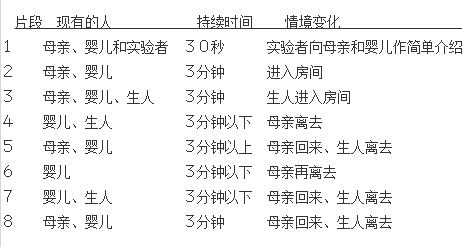 片段 现有的人 持续时间 情境变化
1 母亲、婴儿和实验者 30秒 实验者向母亲和婴儿作简单介绍
2 母亲、婴儿 3分钟 进入房间
3 母亲、婴儿、生人 3分钟 生人进入房间
4 婴儿、生人 3分钟以下 母亲离去
5 母亲、婴儿 3分钟以上 母亲回来、生人离去
6 婴儿 3分钟以下 母亲再离去
7 婴儿、生人 3分钟以下 母亲回来、生人离去
8 母亲、婴儿 3分钟 母亲回来、生人离去